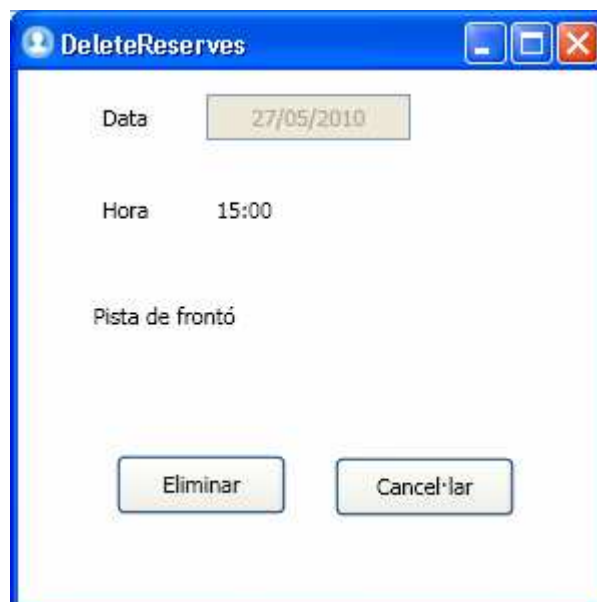 DeleteReserves
Data 27/05/2010
Hora 15:00
Pista de frontó
Eliminar Cancel·lar